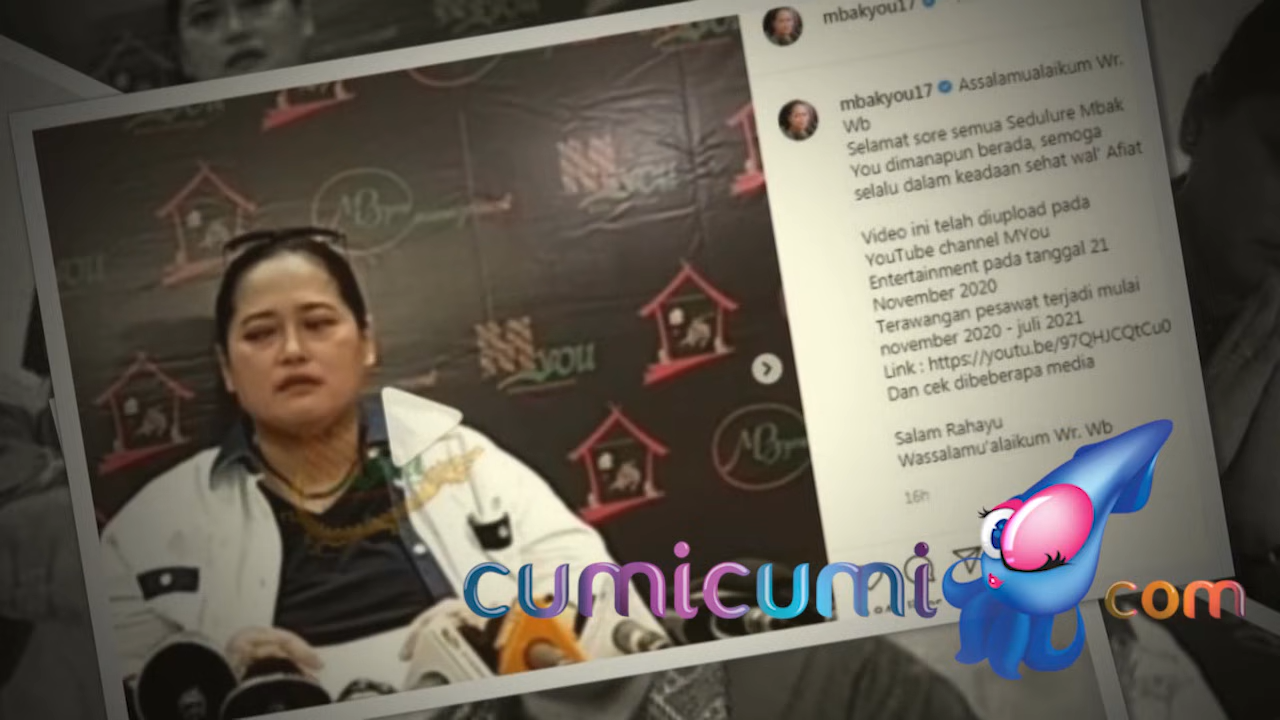 mbakyou17
mbakyou17 Assalamualaikum Wr.
Wb
Selamat sore semua Sedulure Mbak
You dimanapun berada, semoga
selalu dalam keadaan sehat wal' Afiat
Video ini telah diupload pada
YouTube channel MYou
Entertainment pada tanggal 21
November 2020
Terawangan pesawat terjadi mulai
november 2020 - juli 2021
Link : https://youtu.be/97QHJCQtCu0
Dan cek dibeberapa media
Salam Rahayu
Wassalamu'alaikum Wr, Wb
16h
you
cumicumi com